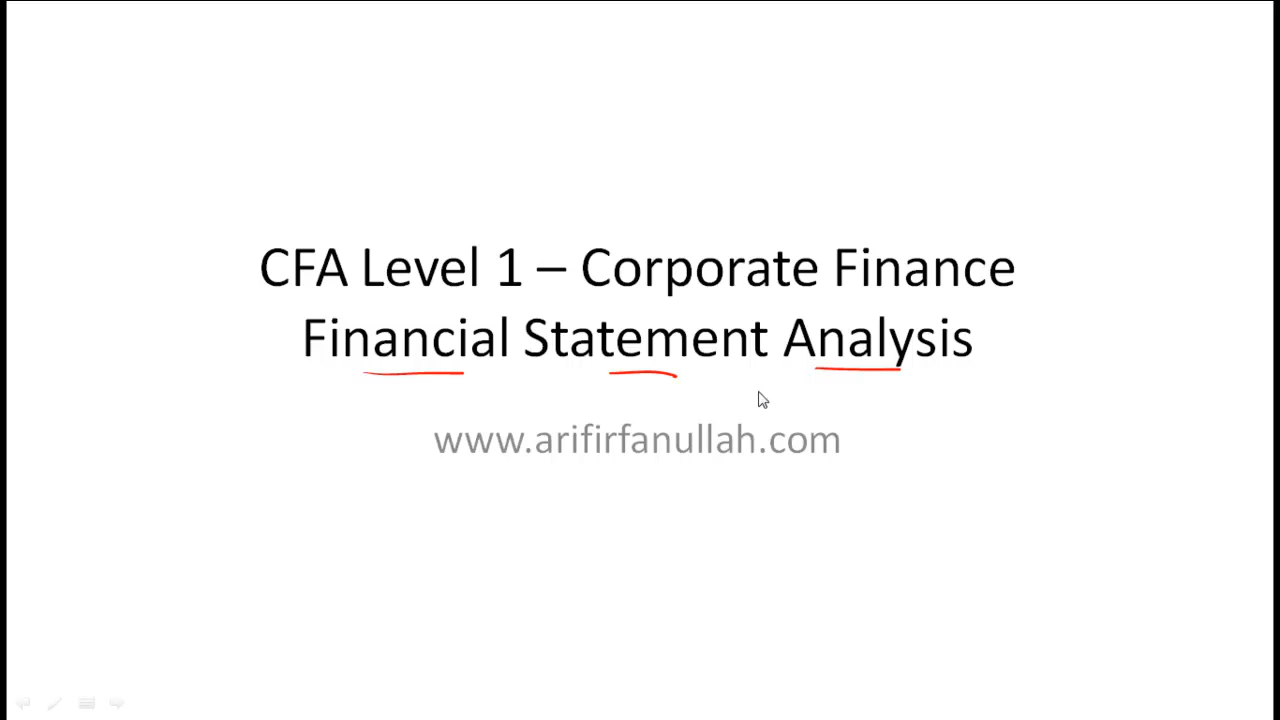 CFA Level 1 – Corporate Finance
Financial Statement Analysis
www.arifirfanullah.com